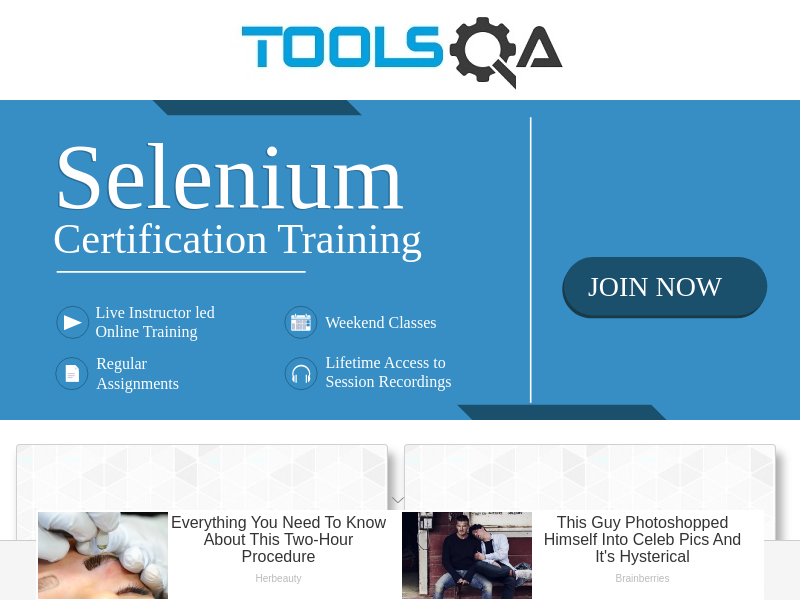 TOOLSQA
Selenium
Certification Training
JOIN NOW
Live Instructor led
Online Training
Weekend Classes
Regular
Assignments
Lifetime Access to
Session Recordings
Everything You Need To Know
About This Two-Hour
Procedure
Herbeauty
This Guy Photoshopped
Himself Into Celeb Pics And
It's Hysterical
Brainberries